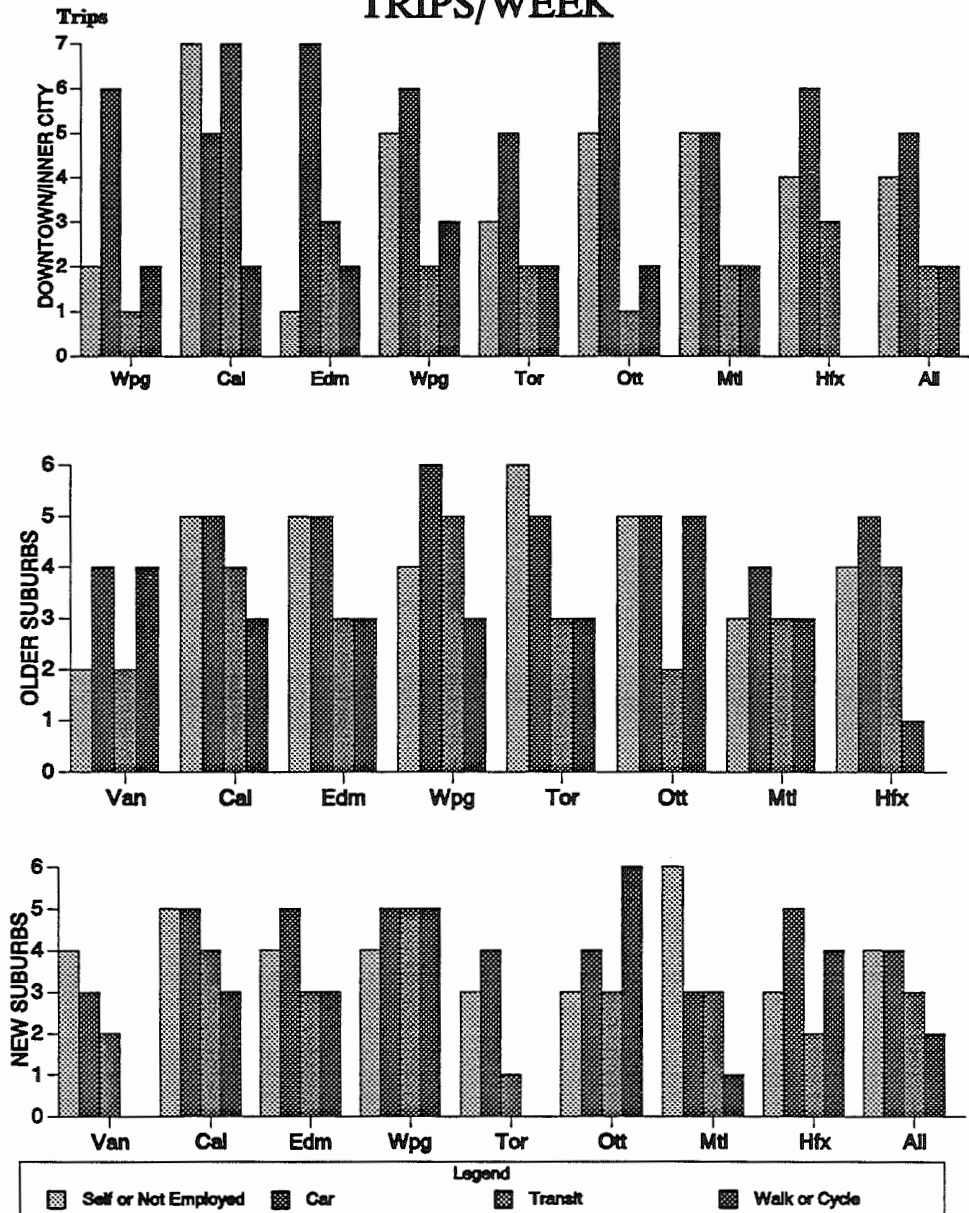 TRIPS/WEEK
Trips
DOWNTOWN/INNER CITY
7
6
5
4
3
2
1
0
Wpg Cal Edm Wpg Tor Ott Mtl Hfx All
OLDER SUBURBS
6
5
4
3
2
1
0
Van Cal Edm Wpg Tor Ott Mtl Hfx
NEW SUBURBS
6
5
4
3
2
1
0
Van Cal Edm Wpg Tor Ott Mtl Hfx All
Legend
Self or Not Employed Car Transit Walk or Cycle